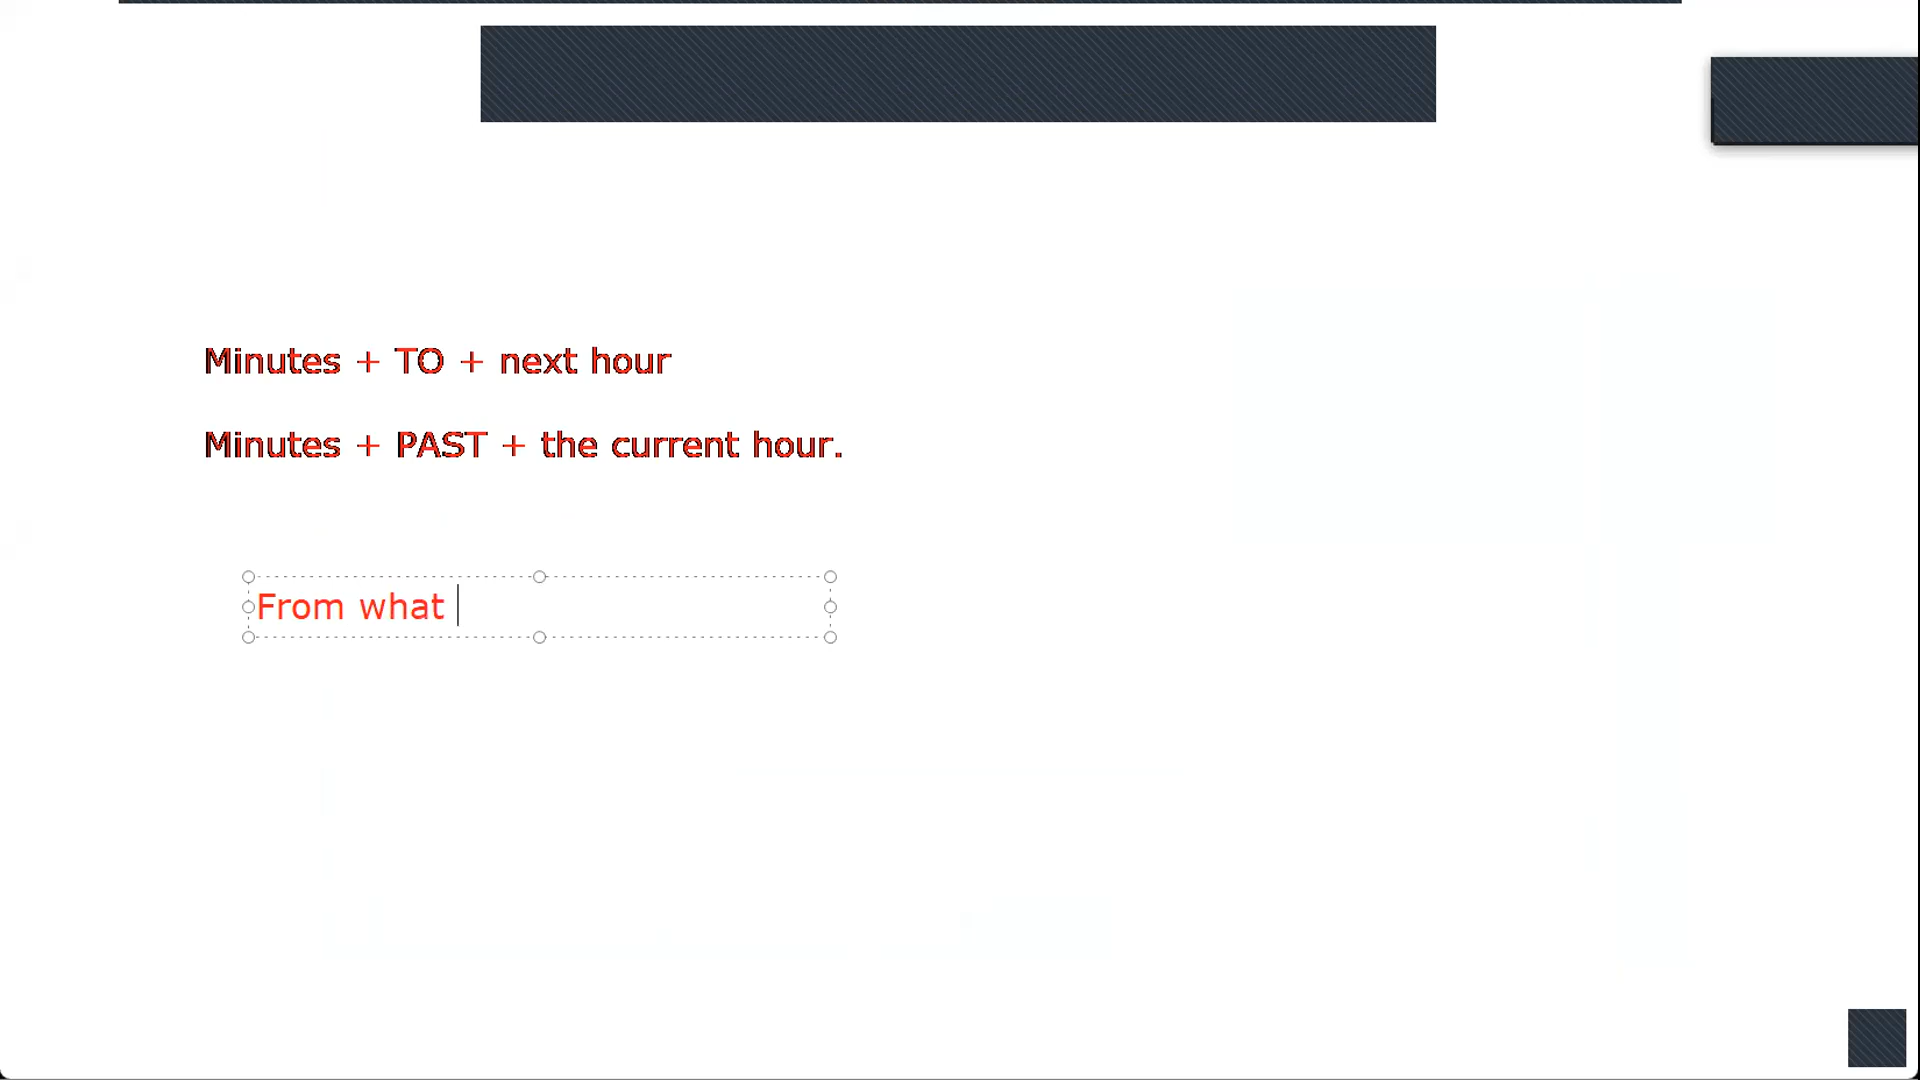 Minutes + TO + next hour
Minutes + PAST + the current hour.
From what